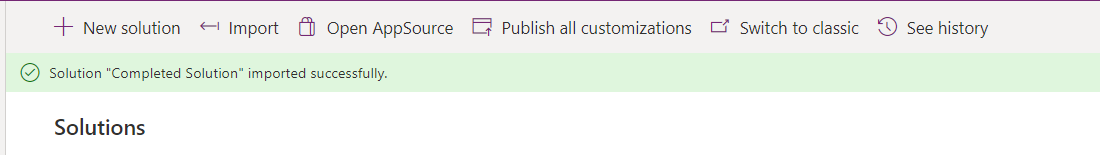 New solution Import Open AppSource Publish all customizations Switch to classic See history
Solution "Completed Solution" imported successfully.
Solutions